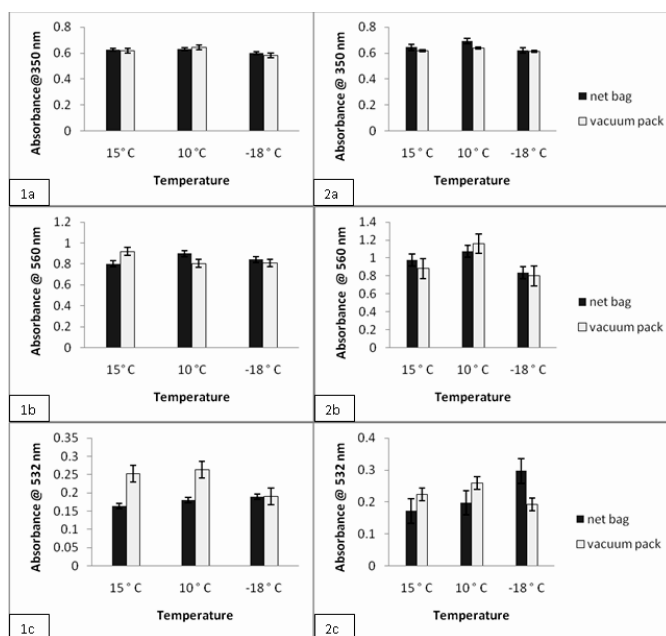 Absorbance@350 nm
0.8
0.6
0.4
0.2
0
15°C
10°C
-18° C
Temperature
1a
Absorbance @ 350 nm
0.8
0.6
0.4
0.2
0
15°C
10°C
-18° C
Temperature
2a
net bag
vacuum pack
Absorbance @ 560 nm
1.2
1
0.8
0.6
0.4
0.2
0
15° C
10 °C
-18° C
Temperature
1b
Absorbance @ 560 nm
1.4
1.2
1
0.8
0.6
0.4
0.2
0
15° C
10 °C
-18° C
Temperature
2b
net bag
vacuum pack
Absorbance @ 532 nm
0.35
0.3
0.25
0.2
0.15
0.1
0.05
0
15° C
10 °C
-18° C
Temperature
1c
Absorbance @ 532 nm
0.4
0.3
0.2
0.1
0
15° C
10 °C
-18° C
Temperature
2c
net bag
vacuum pack